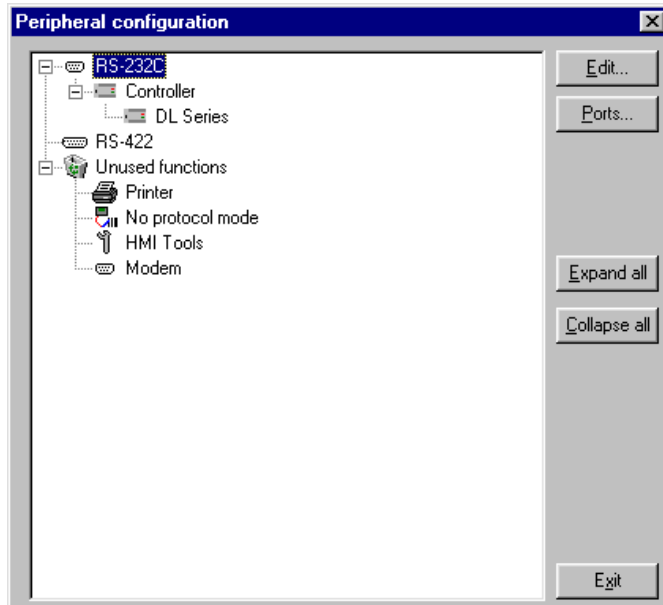 Peripheral configuration
RS-232C
Controller
DL Series
RS-422
Unused functions
Printer
No protocol mode
HMI Tools
Modem
Edit...
Ports...
Expand all
Collapse all
Exit